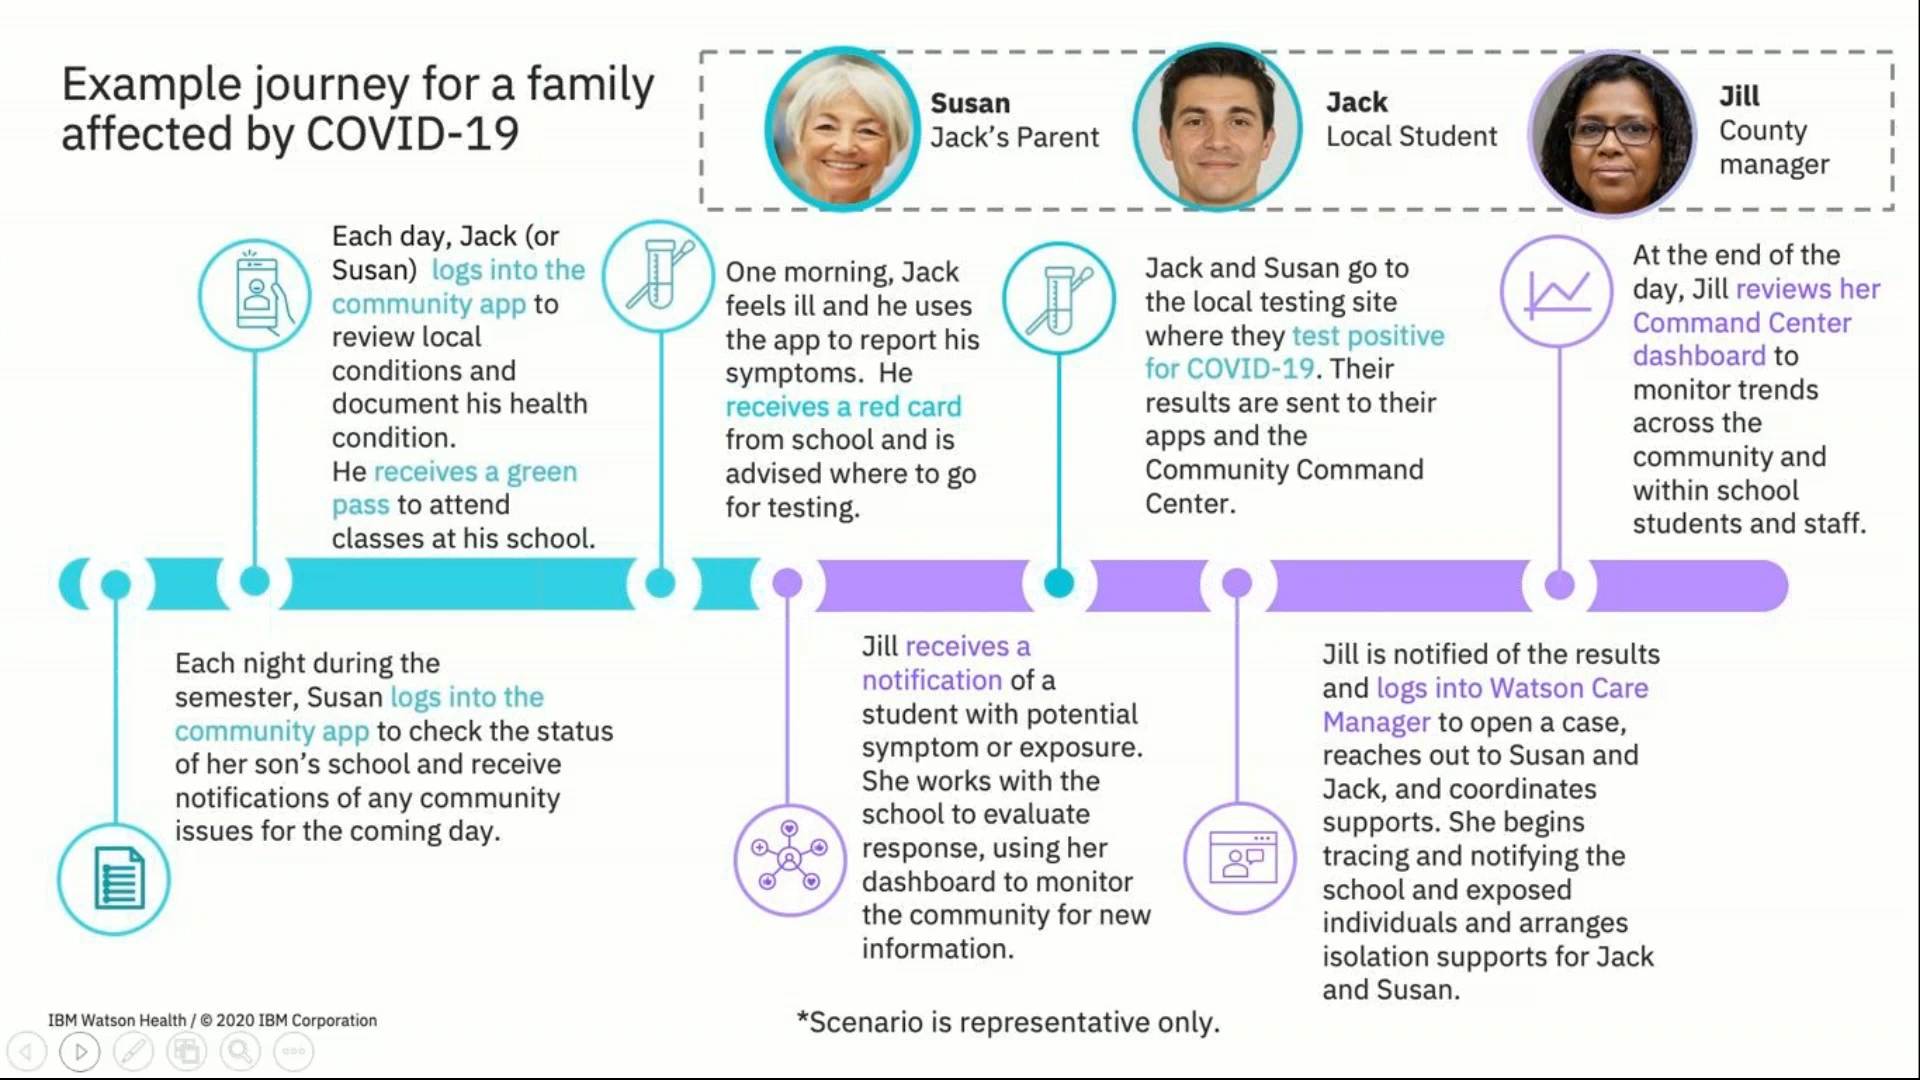 Example journey for a family
affected by COVID-19
Susan
Jack's Parent
Jack
Local Student
Jill
County
manager
Each day, Jack (or
Susan) logs into the
community app to
review local
conditions and
document his health
condition.
He receives a green
pass to attend
classes at his school.
One morning, Jack
feels ill and he uses
the app to report his
symptoms. He
receives a red card
from school and is
advised where to go
for testing.
Jack and Susan go to
the local testing site
where they test positive
for COVID-19. Their
results are sent to their
apps and the
Community Command
Center.
At the end of the
day, Jill reviews her
Command Center
dashboard to
monitor trends
across the
community and
within school
students and staff.
Each night during the
semester, Susan logs into the
community app to check the status
of her son's school and receive
notifications of any community
issues for the coming day.
Jill receives a
notification of a
student with potential
symptom or exposure.
She works with the
school to evaluate
response, using her
dashboard to monitor
the community for new
information.
Jill is notified of the results
and logs into Watson Care
Manager to open a case,
reaches out to Susan and
Jack, and coordinates
supports. She begins
tracing and notifying the
school and exposed
individuals and arranges
isolation supports for Jack
and Susan.
IBM Watson Health / © 2020 IBM Corporation
*Scenario is representative only.